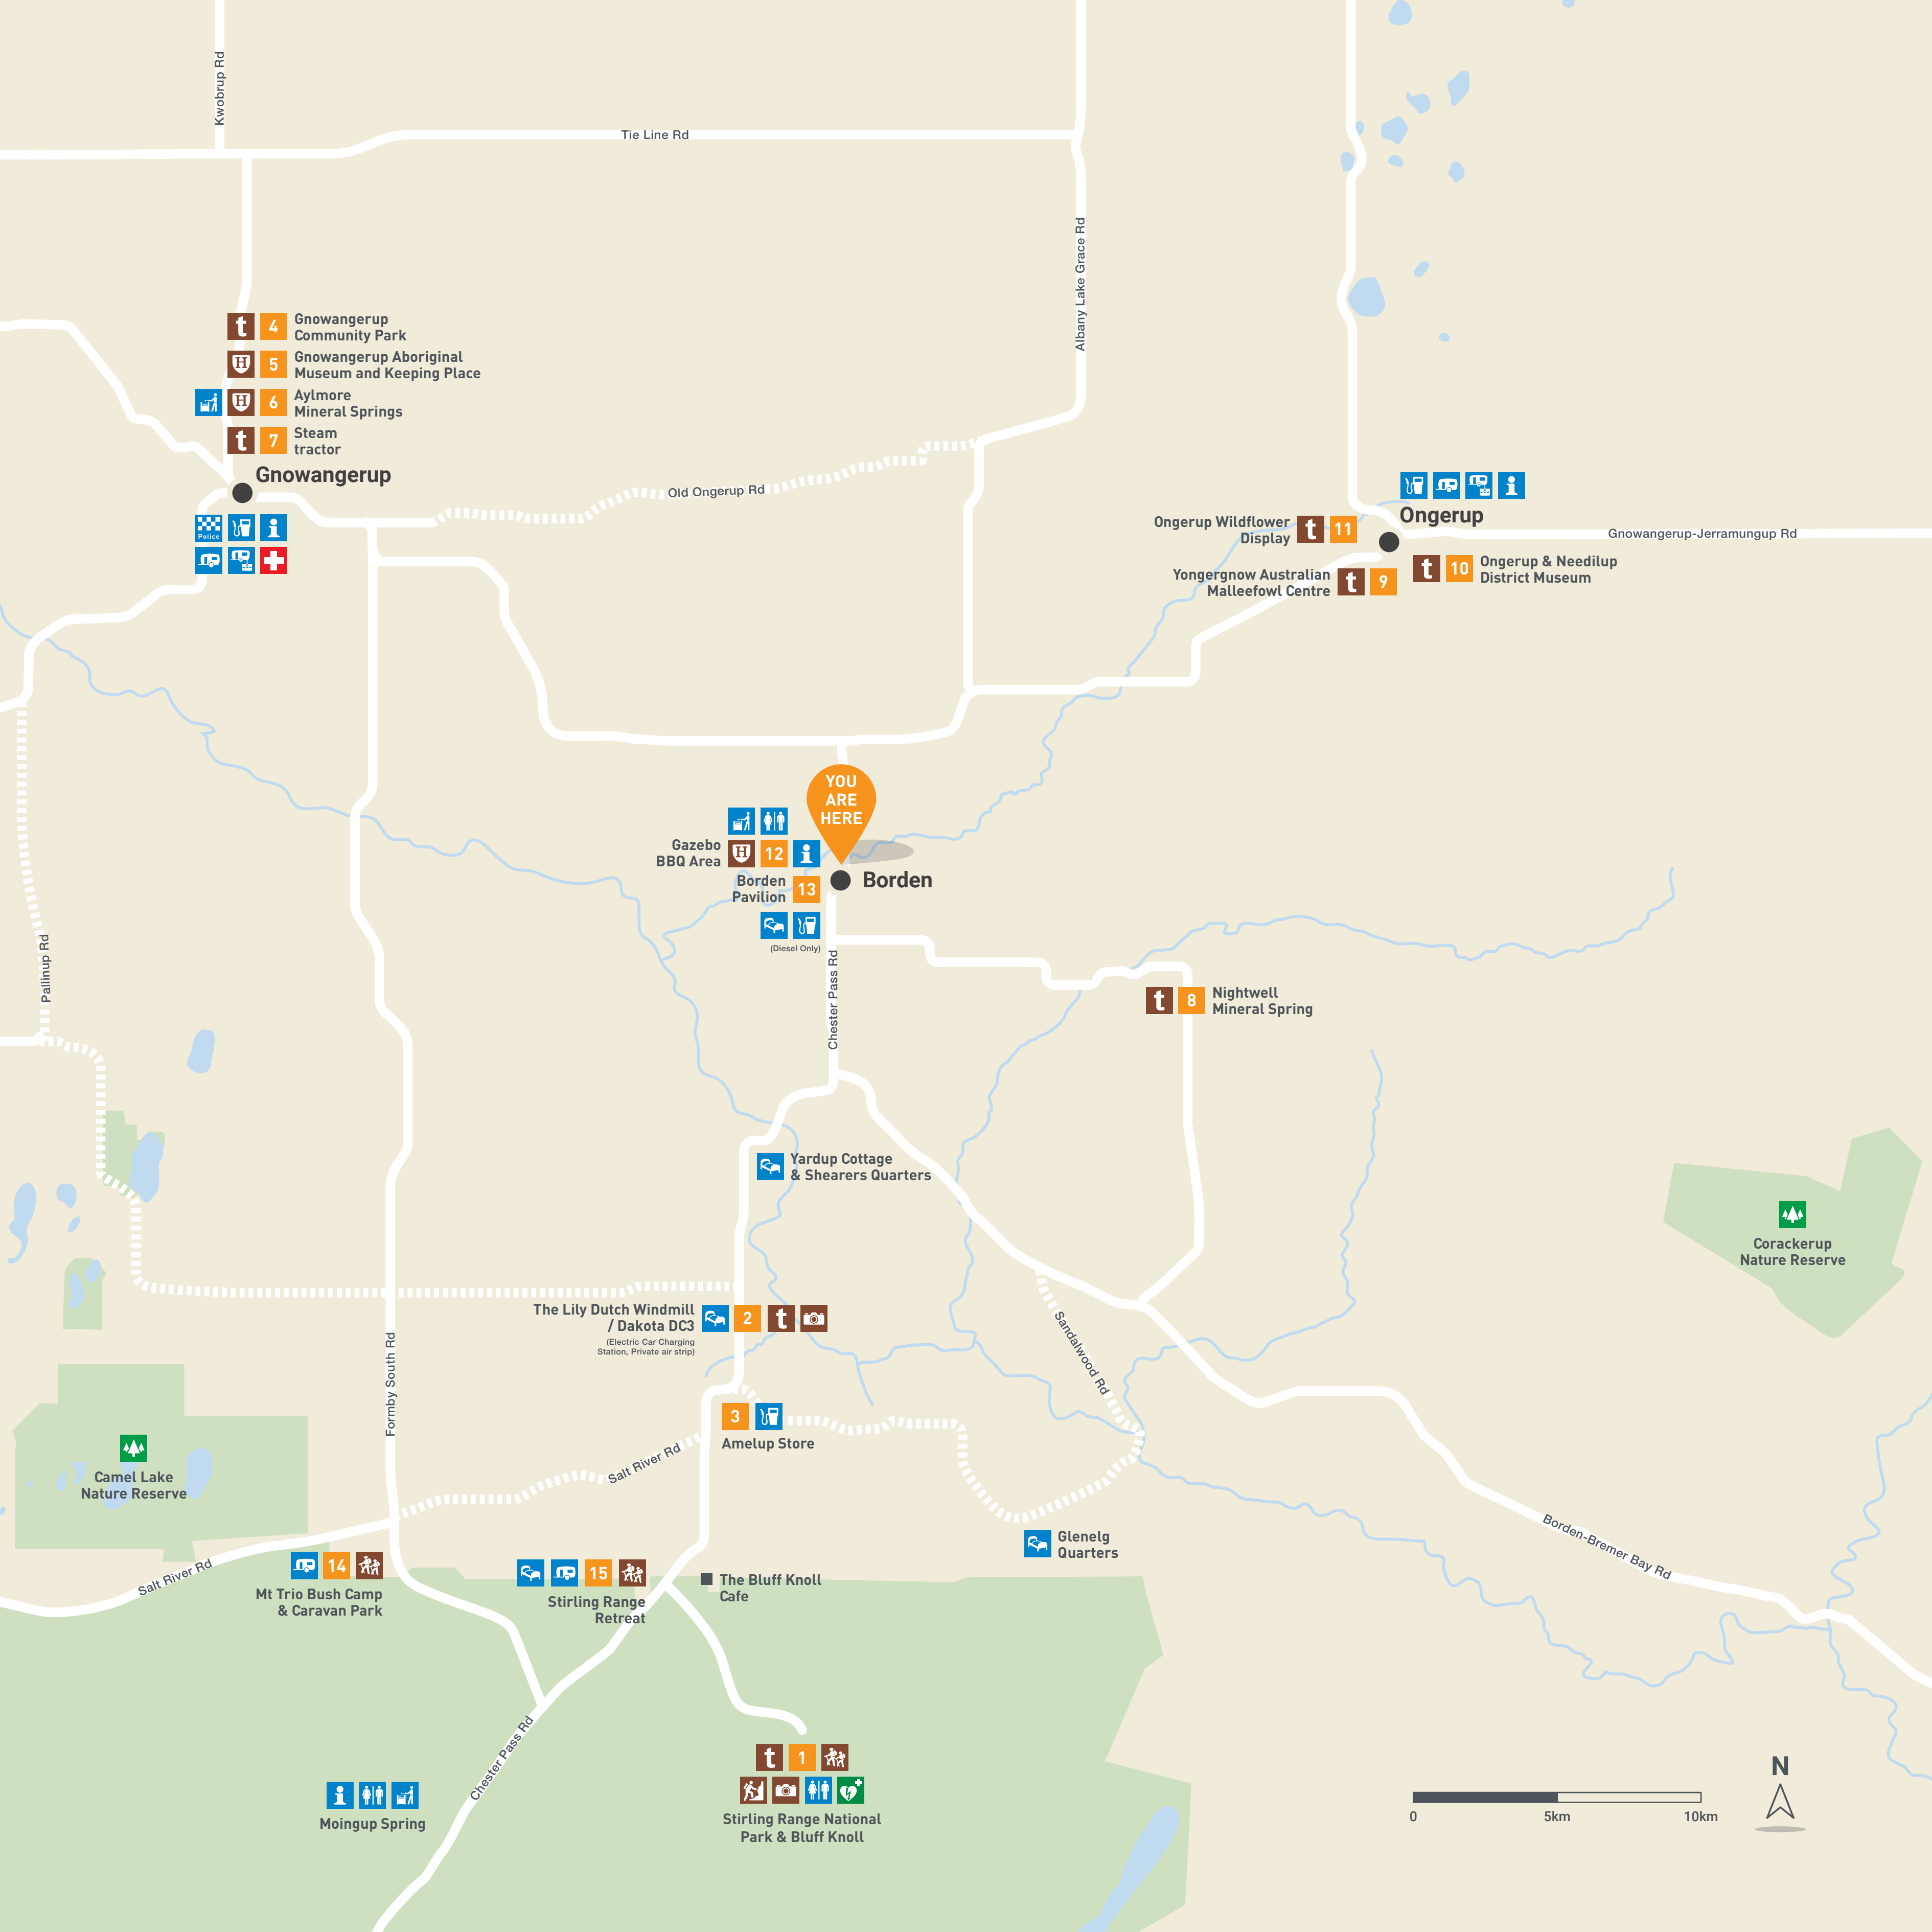 Kwobrup Rd
Tie Line Rd
Albany Lake Grace Rd
t 4 Gnowangerup
Community Park
H 5 Gnowangerup Aboriginal
Museum and Keeping Place
H 6 Aylmore
Mineral Springs
t 7 Steam
tractor
Gnowangerup
Police
i
Old Ongerup Rd
i
Ongerup
Gnowangerup-Jerramungup Rd
Ongerup Wildflower
Display
t 11
Yongergnow Australian
Malleefowl Centre
t 9
t 10 Ongerup & Needilup
District Museum
YOU
ARE
HERE
Gazebo
BBQ Area
H 12 i
Borden
Pavilion
13
Borden
(Diesel Only)
Pallinup Rd
Chester Pass Rd
t 8 Nightwell
Mineral Spring
Yardup Cottage
& Shearers Quarters
Corackerup
Nature Reserve
The Lily Dutch Windmill
/ Dakota DC3
(Electric Car Charging
Station, Private air strip)
2 t
Sandalwood Rd
Formby South Rd
3
Amelup Store
Salt River Rd
Camel Lake
Nature Reserve
Glenelg
Quarters
Borden-Bremer Bay Rd
Salt River Rd
14
Mt Trio Bush Camp
& Caravan Park
15
Stirling Range
Retreat
The Bluff Knoll
Cafe
Chester Pass Rd
t 1
Stirling Range National
Park & Bluff Knoll
i
Moingup Spring
N
0 5km 10km